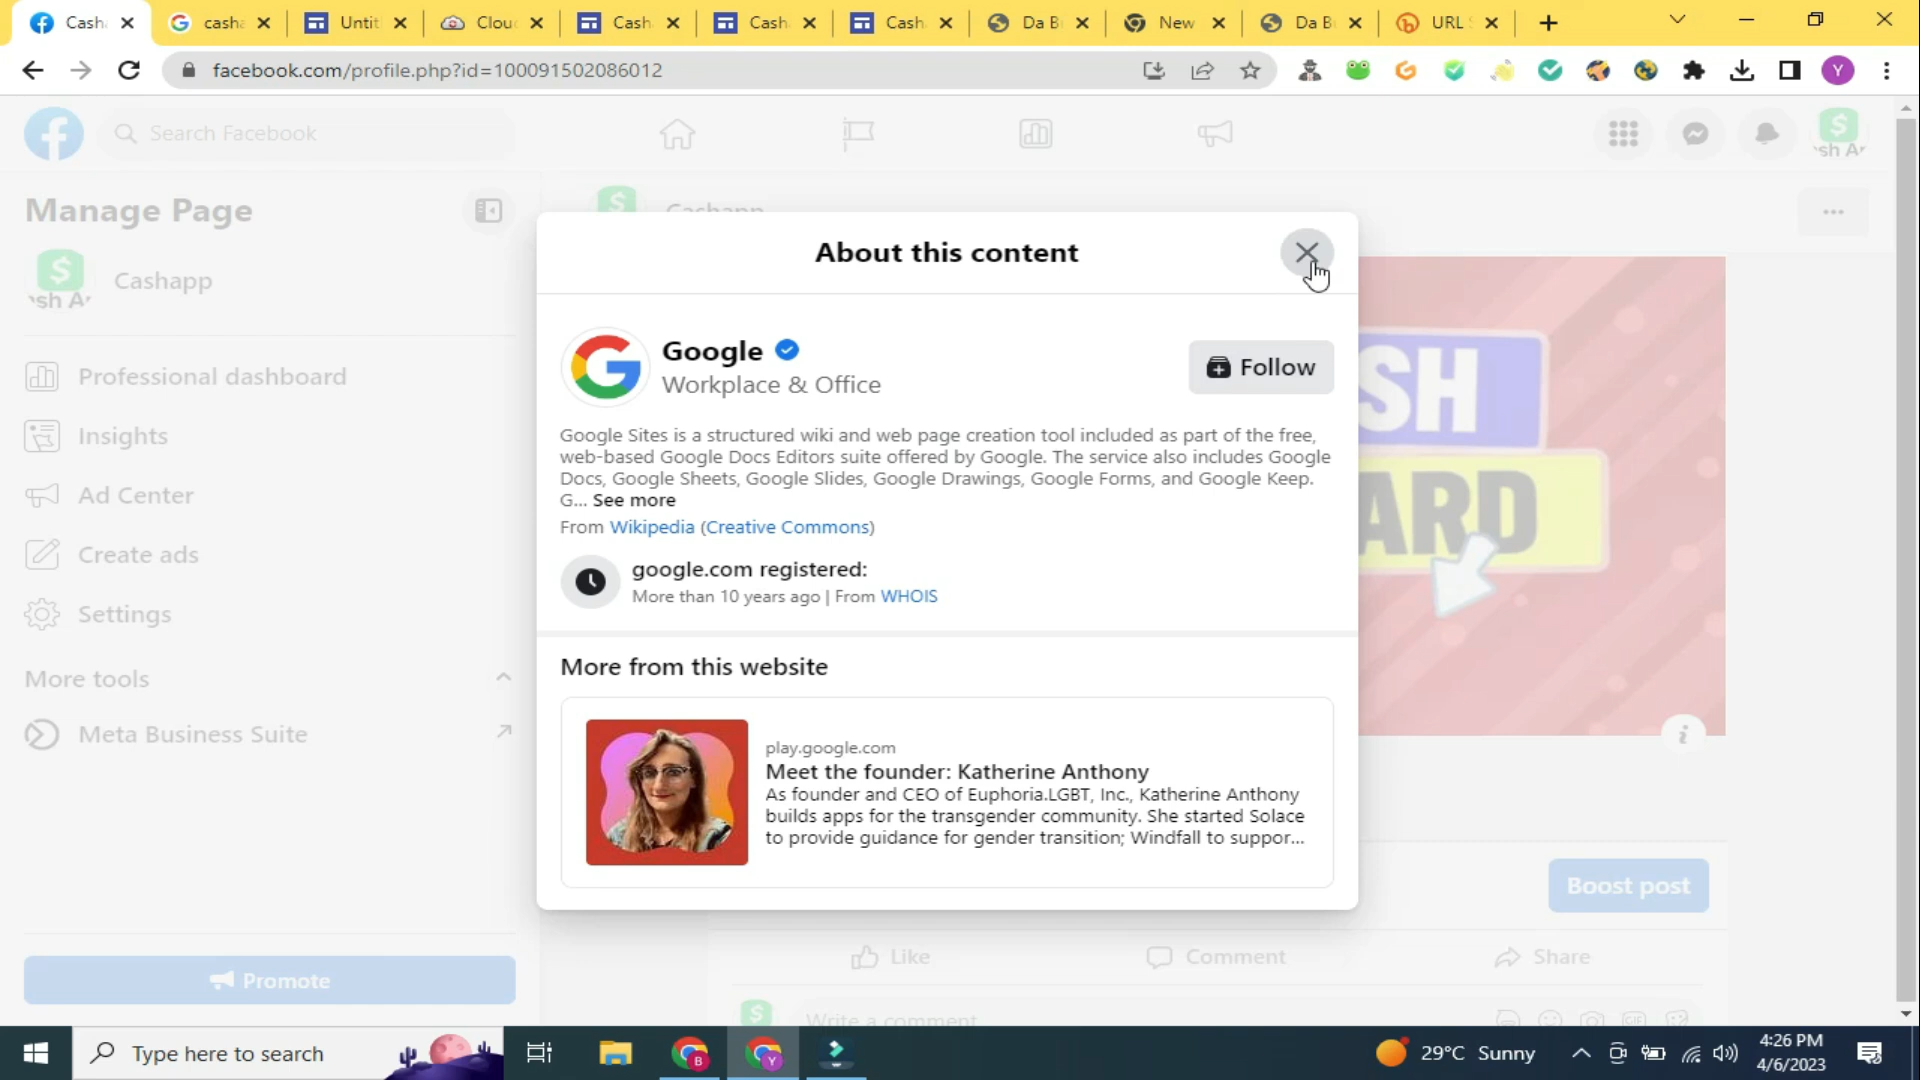 Cash
cash
Untit
Clou
Cash
Cash
Cash
Da B
New
Da B
URL S
facebook.com/profile.php?id=100091502086012
Y
Search Facebook
Manage Page
Cashapp
Cashapp
Professional dashboard
Insights
Ad Center
Create ads
Settings
More tools
Meta Business Suite
Promote
About this content
Google
Workplace & Office
Follow
Google Sites is a structured wiki and web page creation tool included as part of the free,
web-based Google Docs Editors suite offered by Google. The service also includes Google
Docs, Google Sheets, Google Slides, Google Drawings, Google Forms, and Google Keep.
G... See more
From Wikipedia (Creative Commons)
google.com registered:
More than 10 years ago | From WHOIS
More from this website
play.google.com
Meet the founder: Katherine Anthony
As founder and CEO of Euphoria.LGBT, Inc., Katherine Anthony
builds apps for the transgender community. She started Solace
to provide guidance for gender transition; Windfall to suppor...
SH
ARD
Boost post
Like
Comment
Share
Write a comment
GIF
Type here to search
B
Y
29°C Sunny
4:26 PM
4/6/2023